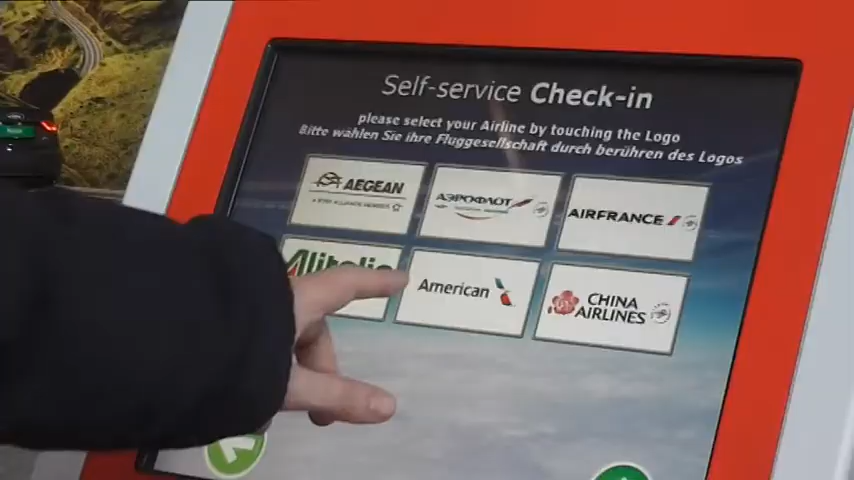 Self-service Check-in
please select your Airline by touching the Logo
Bitte wählen Sie ihre Fluggesellschaft durch berühren des Logos
AEGEAN
A STAR ALLIANCE MEMBER
АЭРОФЛОТ
AIRFRANCE
Alitalia
American
CHINA
AIRLINES